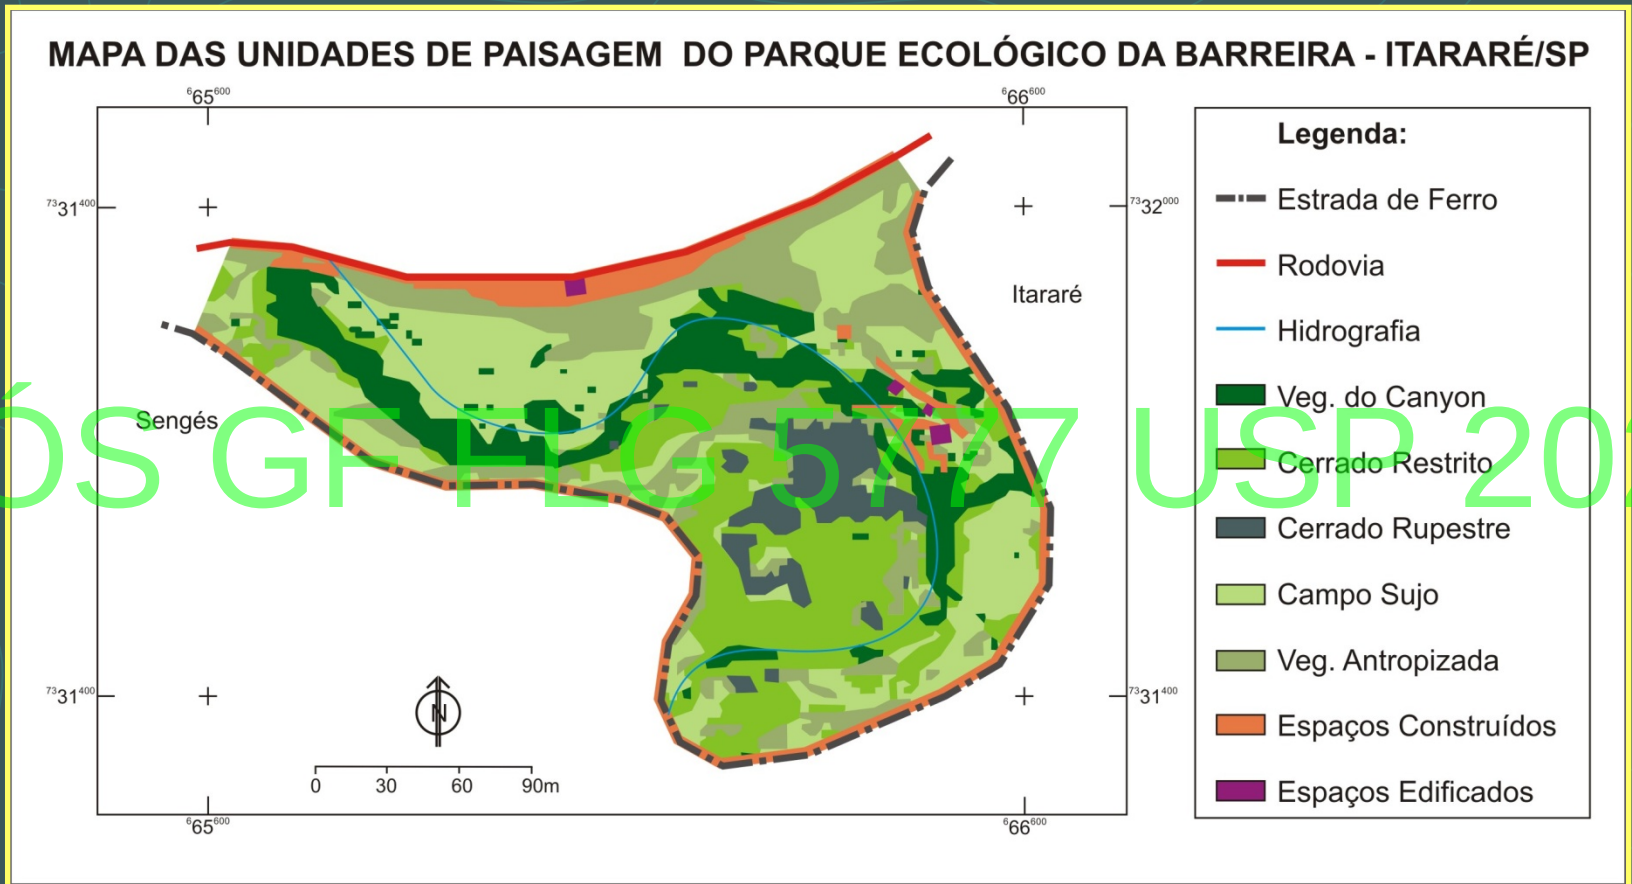 MAPA DAS UNIDADES DE PAISAGEM DO PARQUE ECOLÓGICO DA BARREIRA - ITARARÉ/SP
665600
666600
7331400
7332000
Itararé
Sengés
7331400
7331400
N
0 30 60 90m
665600
666600
Legenda:
Estrada de Ferro
Rodovia
Hidrografia
Veg. do Canyon
Cerrado Restrito
Cerrado Rupestre
Campo Sujo
Veg. Antropizada
Espaços Construídos
Espaços Edificados
ÓS GF FLG 5777 USP 202